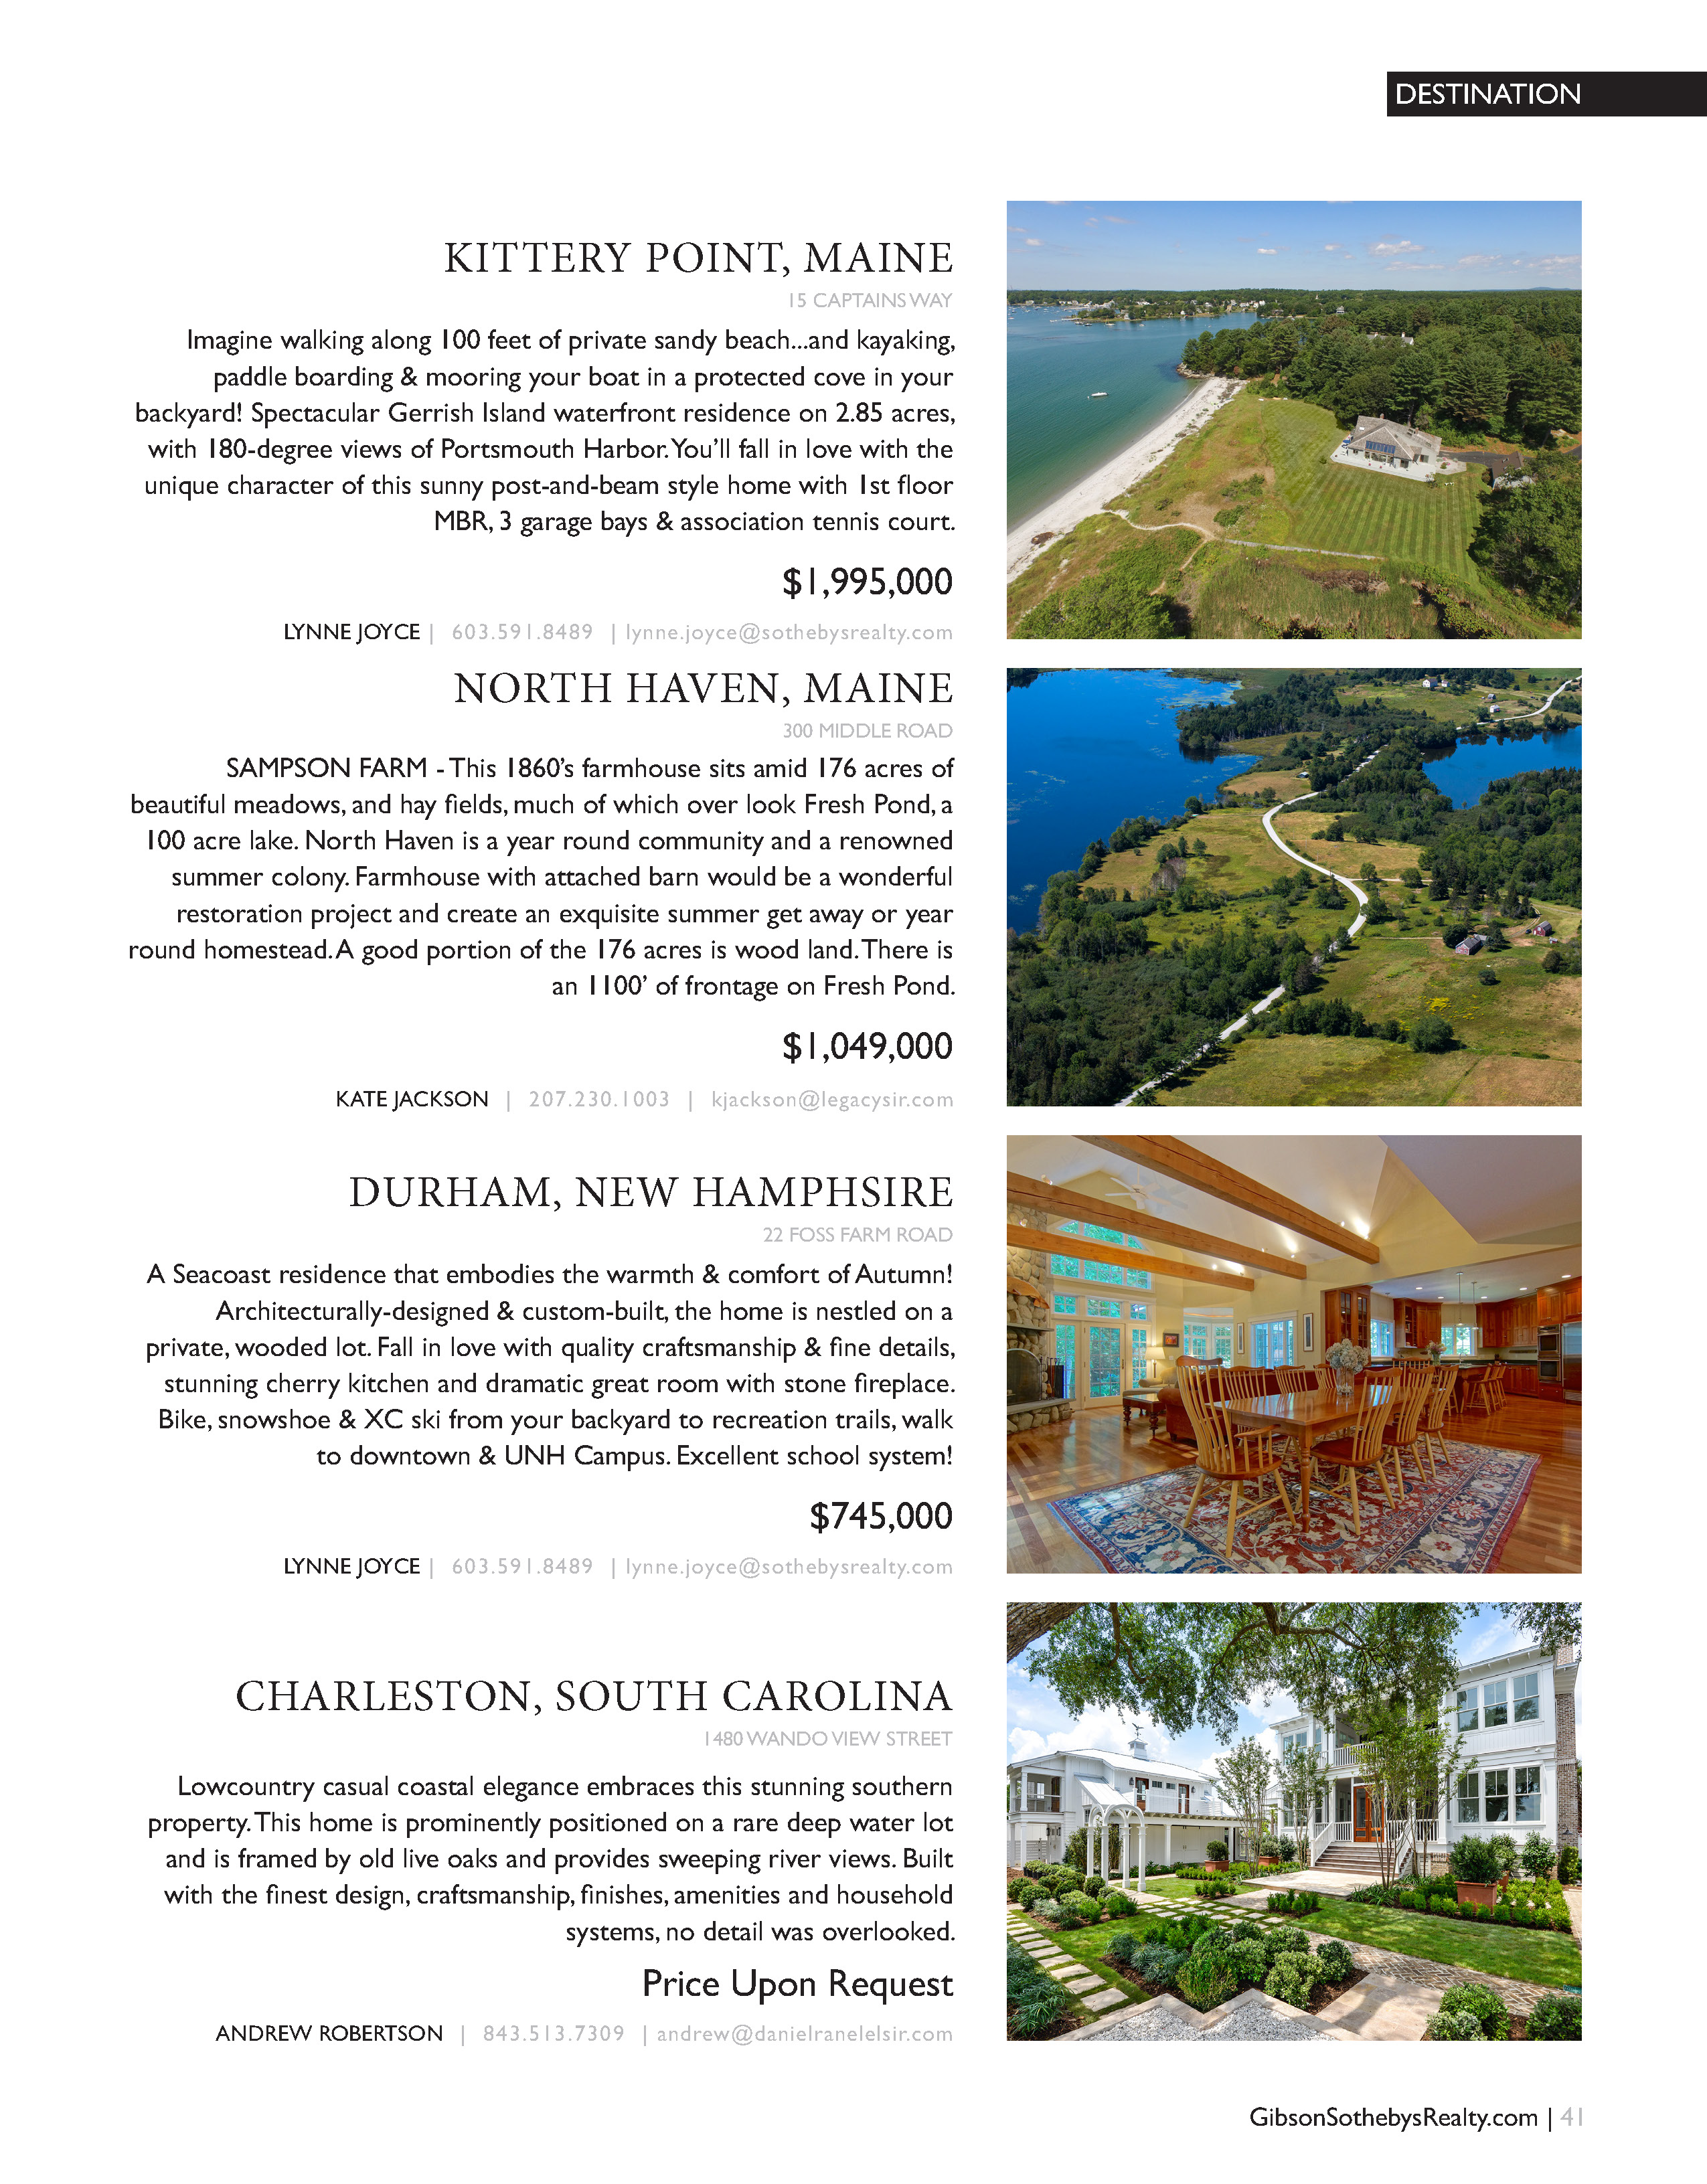 DESTINATION
KITTERY POINT, MAINE
15 CAPTAINS WAY
Imagine walking along 100 feet of private sandy beach...and kayaking,
paddle boarding & mooring your boat in a protected cove in your
backyard! Spectacular Gerrish Island waterfront residence on 2.85 acres,
with 180-degree views of Portsmouth Harbor. You'll fall in love with the
unique character of this sunny post-and-beam style home with 1st floor
MBR, 3 garage bays & association tennis court.
$1,995,000
LYNNE JOYCE | 603.591.8489 | lynne.joyce@sothebysrealty.com
NORTH HAVEN, MAINE
300 MIDDLE ROAD
SAMPSON FARM - This 1860's farmhouse sits amid 176 acres of
beautiful meadows, and hay fields, much of which over look Fresh Pond, a
100 acre lake. North Haven is a year round community and a renowned
summer colony. Farmhouse with attached barn would be a wonderful
restoration project and create an exquisite summer get away or year
round homestead. A good portion of the 176 acres is wood land. There is
an 1100' of frontage on Fresh Pond.
$1,049,000
KATE JACKSON | 207.230.1003 | kjackson@legacysir.com
DURHAM, NEW HAMPHSIRE
22 FOSS FARM ROAD
A Seacoast residence that embodies the warmth & comfort of Autumn!
Architecturally-designed & custom-built, the home is nestled on a
private, wooded lot. Fall in love with quality craftsmanship & fine details,
stunning cherry kitchen and dramatic great room with stone fireplace.
Bike, snowshoe & XC ski from your backyard to recreation trails, walk
to downtown & UNH Campus. Excellent school system!
$745,000
LYNNE JOYCE | 603.591.8489 | lynne.joyce@sothebysrealty.com
CHARLESTON, SOUTH CAROLINA
1480 WANDO VIEW STREET
Lowcountry casual coastal elegance embraces this stunning southern
property. This home is prominently positioned on a rare deep water lot
and is framed by old live oaks and provides sweeping river views. Built
with the finest design, craftsmanship, finishes, amenities and household
systems, no detail was overlooked.
Price Upon Request
ANDREW ROBERTSON | 843.513.7309 | andrew@danielranelelsir.com
GibsonSothebysRealty.com | 41